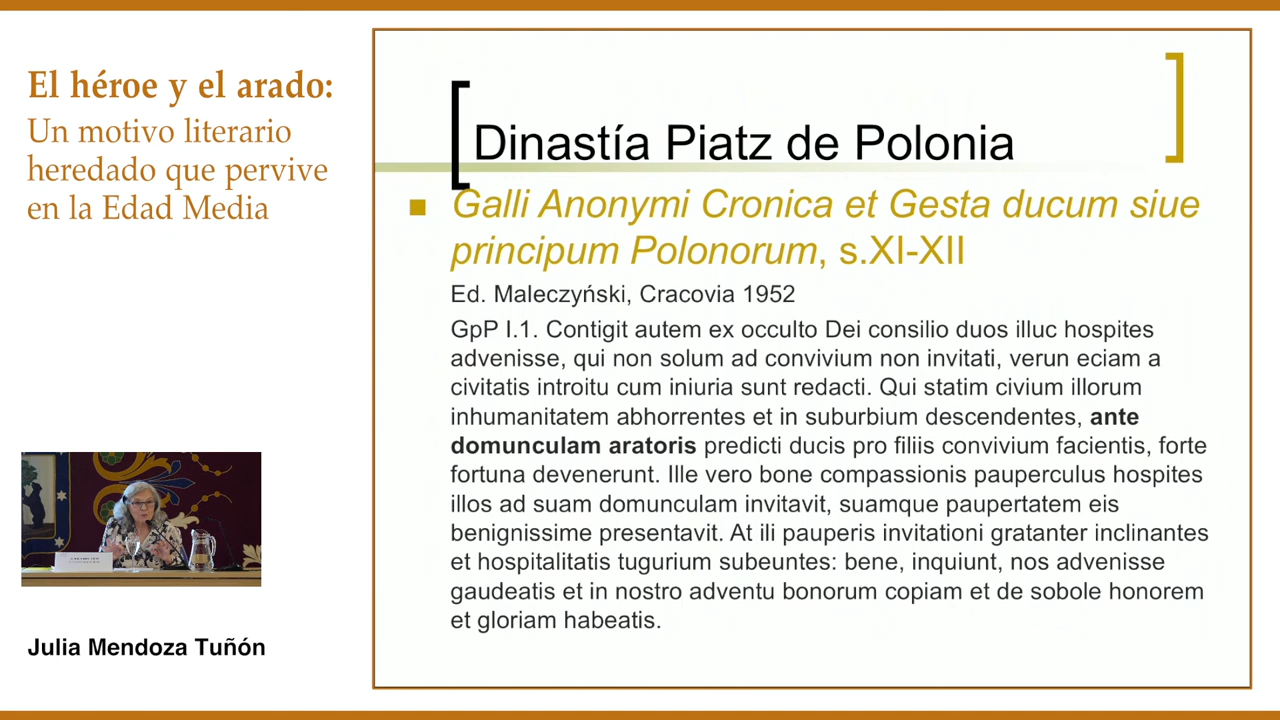 El héroe y el arado:
Un motivo literario
heredado que pervive
en la Edad Media
Dinastía Piatz de Polonia
Galli Anonymi Cronica et Gesta ducum siue
principum Polonorum, s.XI-XII
Ed. Maleczyński, Cracovia 1952
GpP I.1. Contigit autem ex occulto Dei consilio duos illuc hospites
advenisse, qui non solum ad convivium non invitati, verun eciam a
civitatis introitu cum iniuria sunt redacti. Qui statim civium illorum
inhumanitatem abhorrentes et in suburbium descendentes, ante
domunculam aratoris predicti ducis pro filiis convivium facientis, forte
fortuna devenerunt. Ille vero bone compassionis pauperculus hospites
illos ad suam domunculam invitavit, suamque paupertatem eis
benignissime presentavit. At ili pauperis invitationi gratanter inclinantes
et hospitalitatis tugurium subeuntes: bene, inquiunt, nos advenisse
gaudeatis et in nostro adventu bonorum copiam et de sobole honorem
et gloriam habeatis.
Julia Mendoza Tuñón